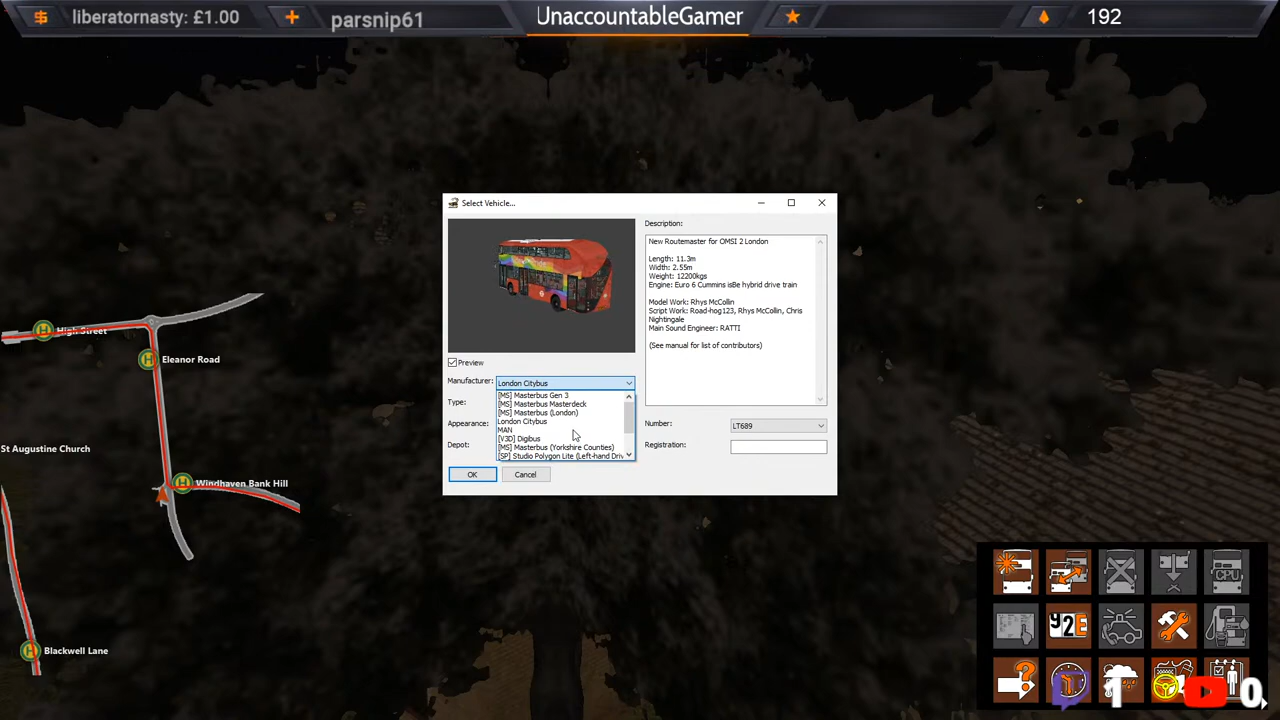 liberatornasty: £1.00
parsnip61
UnaccountableGamer
192
Select Vehicle...
Description:
New Routemaster for OMSI 2 London
Length: 11.3m
Width: 2.55m
Weight: 12200kgs
Engine: Euro 6 Cummins isBe hybrid drive train
Model Work: Rhys McCollin
Script Work: Road-hog123, Rhys McCollin, Chris
Nightingale
Main Sound Engineer: RATTI
(See manual for list of contributors)
Preview
Manufacturer:
London Citybus
[MS] Masterbus Gen 3
[MS] Masterbus Masterdeck
[MS] Masterbus (London)
London Citybus
MAN
[V3D] Digibus
[MS] Masterbus (Yorkshire Counties)
[SP] Studio Polygon Lite (Left-hand Driv
Type:
Appearance:
Depot:
Number:
LT689
Registration:
OK
Cancel
High Street
Eleanor Road
St Augustine Church
Windhaven Bank Hill
Blackwell Lane
CPU
92E
1
0